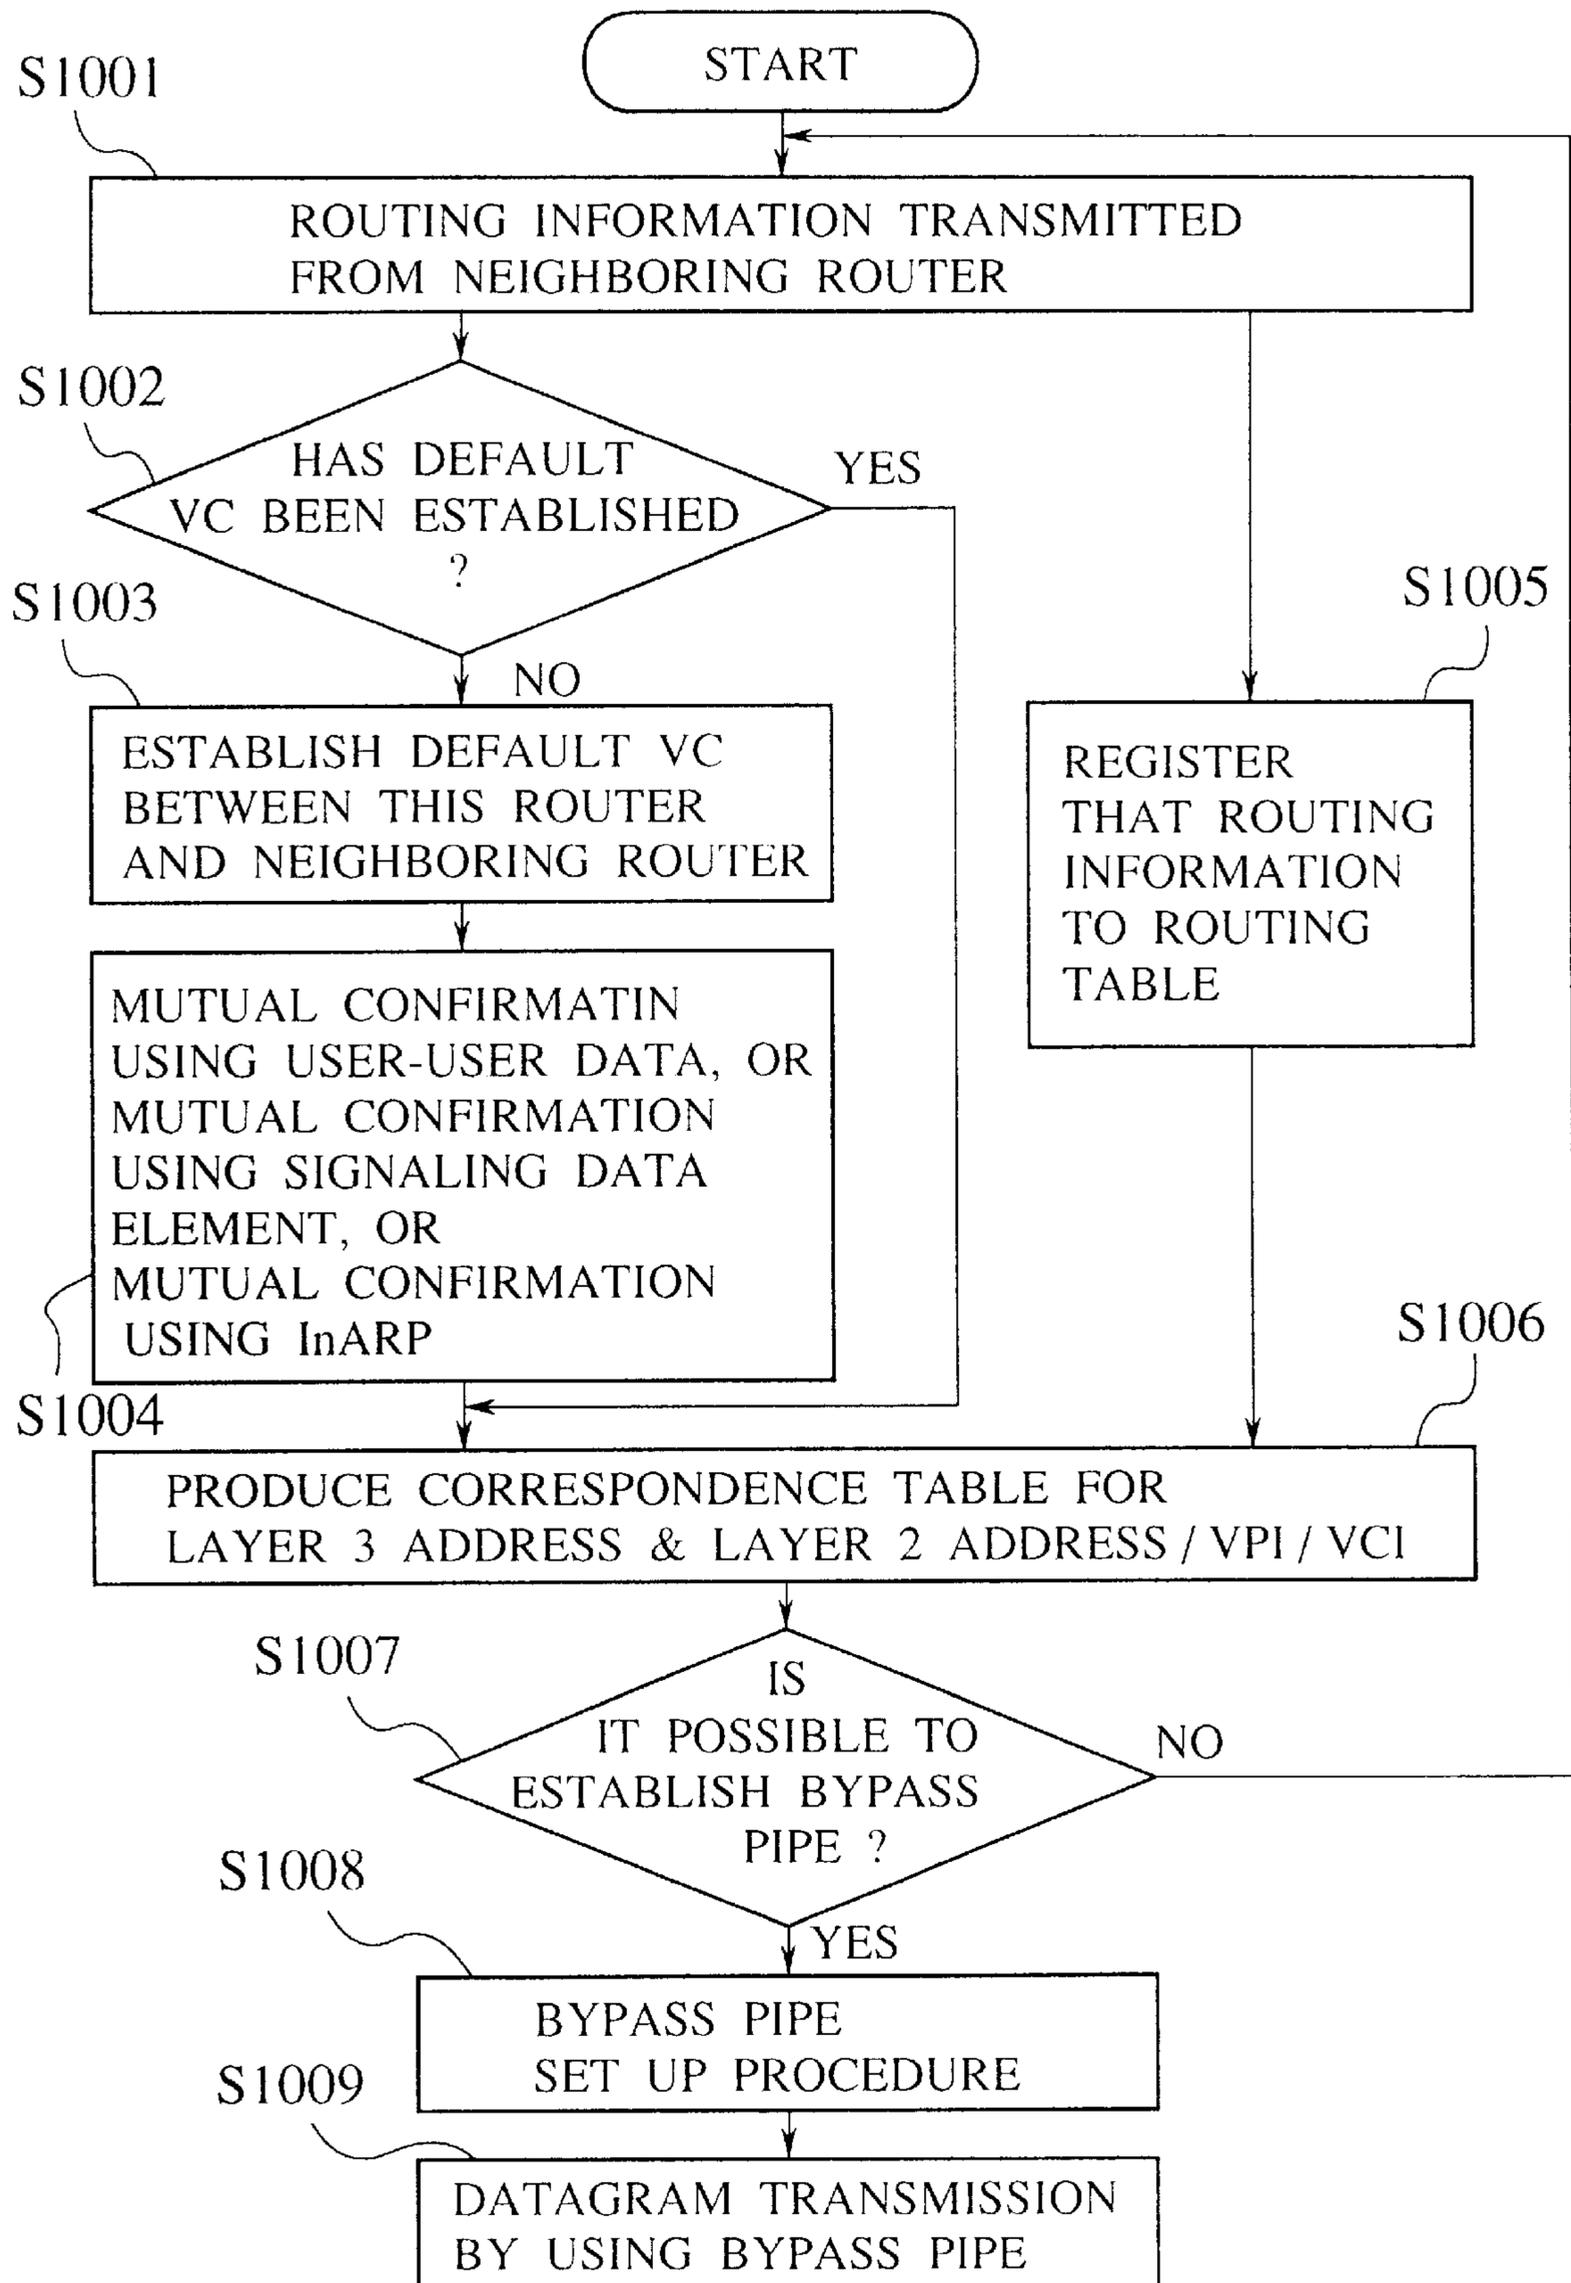 START
S1001
ROUTING INFORMATION TRANSMITTED
FROM NEIGHBORING ROUTER
S1002
HAS DEFAULT
VC BEEN ESTABLISHED
?
YES
NO
S1003
ESTABLISH DEFAULT VC
BETWEEN THIS ROUTER
AND NEIGHBORING ROUTER
S1005
REGISTER
THAT ROUTING
INFORMATION
TO ROUTING
TABLE
MUTUAL CONFIRMATIN
USING USER-USER DATA, OR
MUTUAL CONFIRMATION
USING SIGNALING DATA
ELEMENT, OR
MUTUAL CONFIRMATION
USING InARP
S1004
S1006
PRODUCE CORRESPONDENCE TABLE FOR
LAYER 3 ADDRESS & LAYER 2 ADDRESS / VPI / VCI
S1007
IS
IT POSSIBLE TO
ESTABLISH BYPASS
PIPE ?
NO
YES
S1008
BYPASS PIPE
SET UP PROCEDURE
S1009
DATAGRAM TRANSMISSION
BY USING BYPASS PIPE